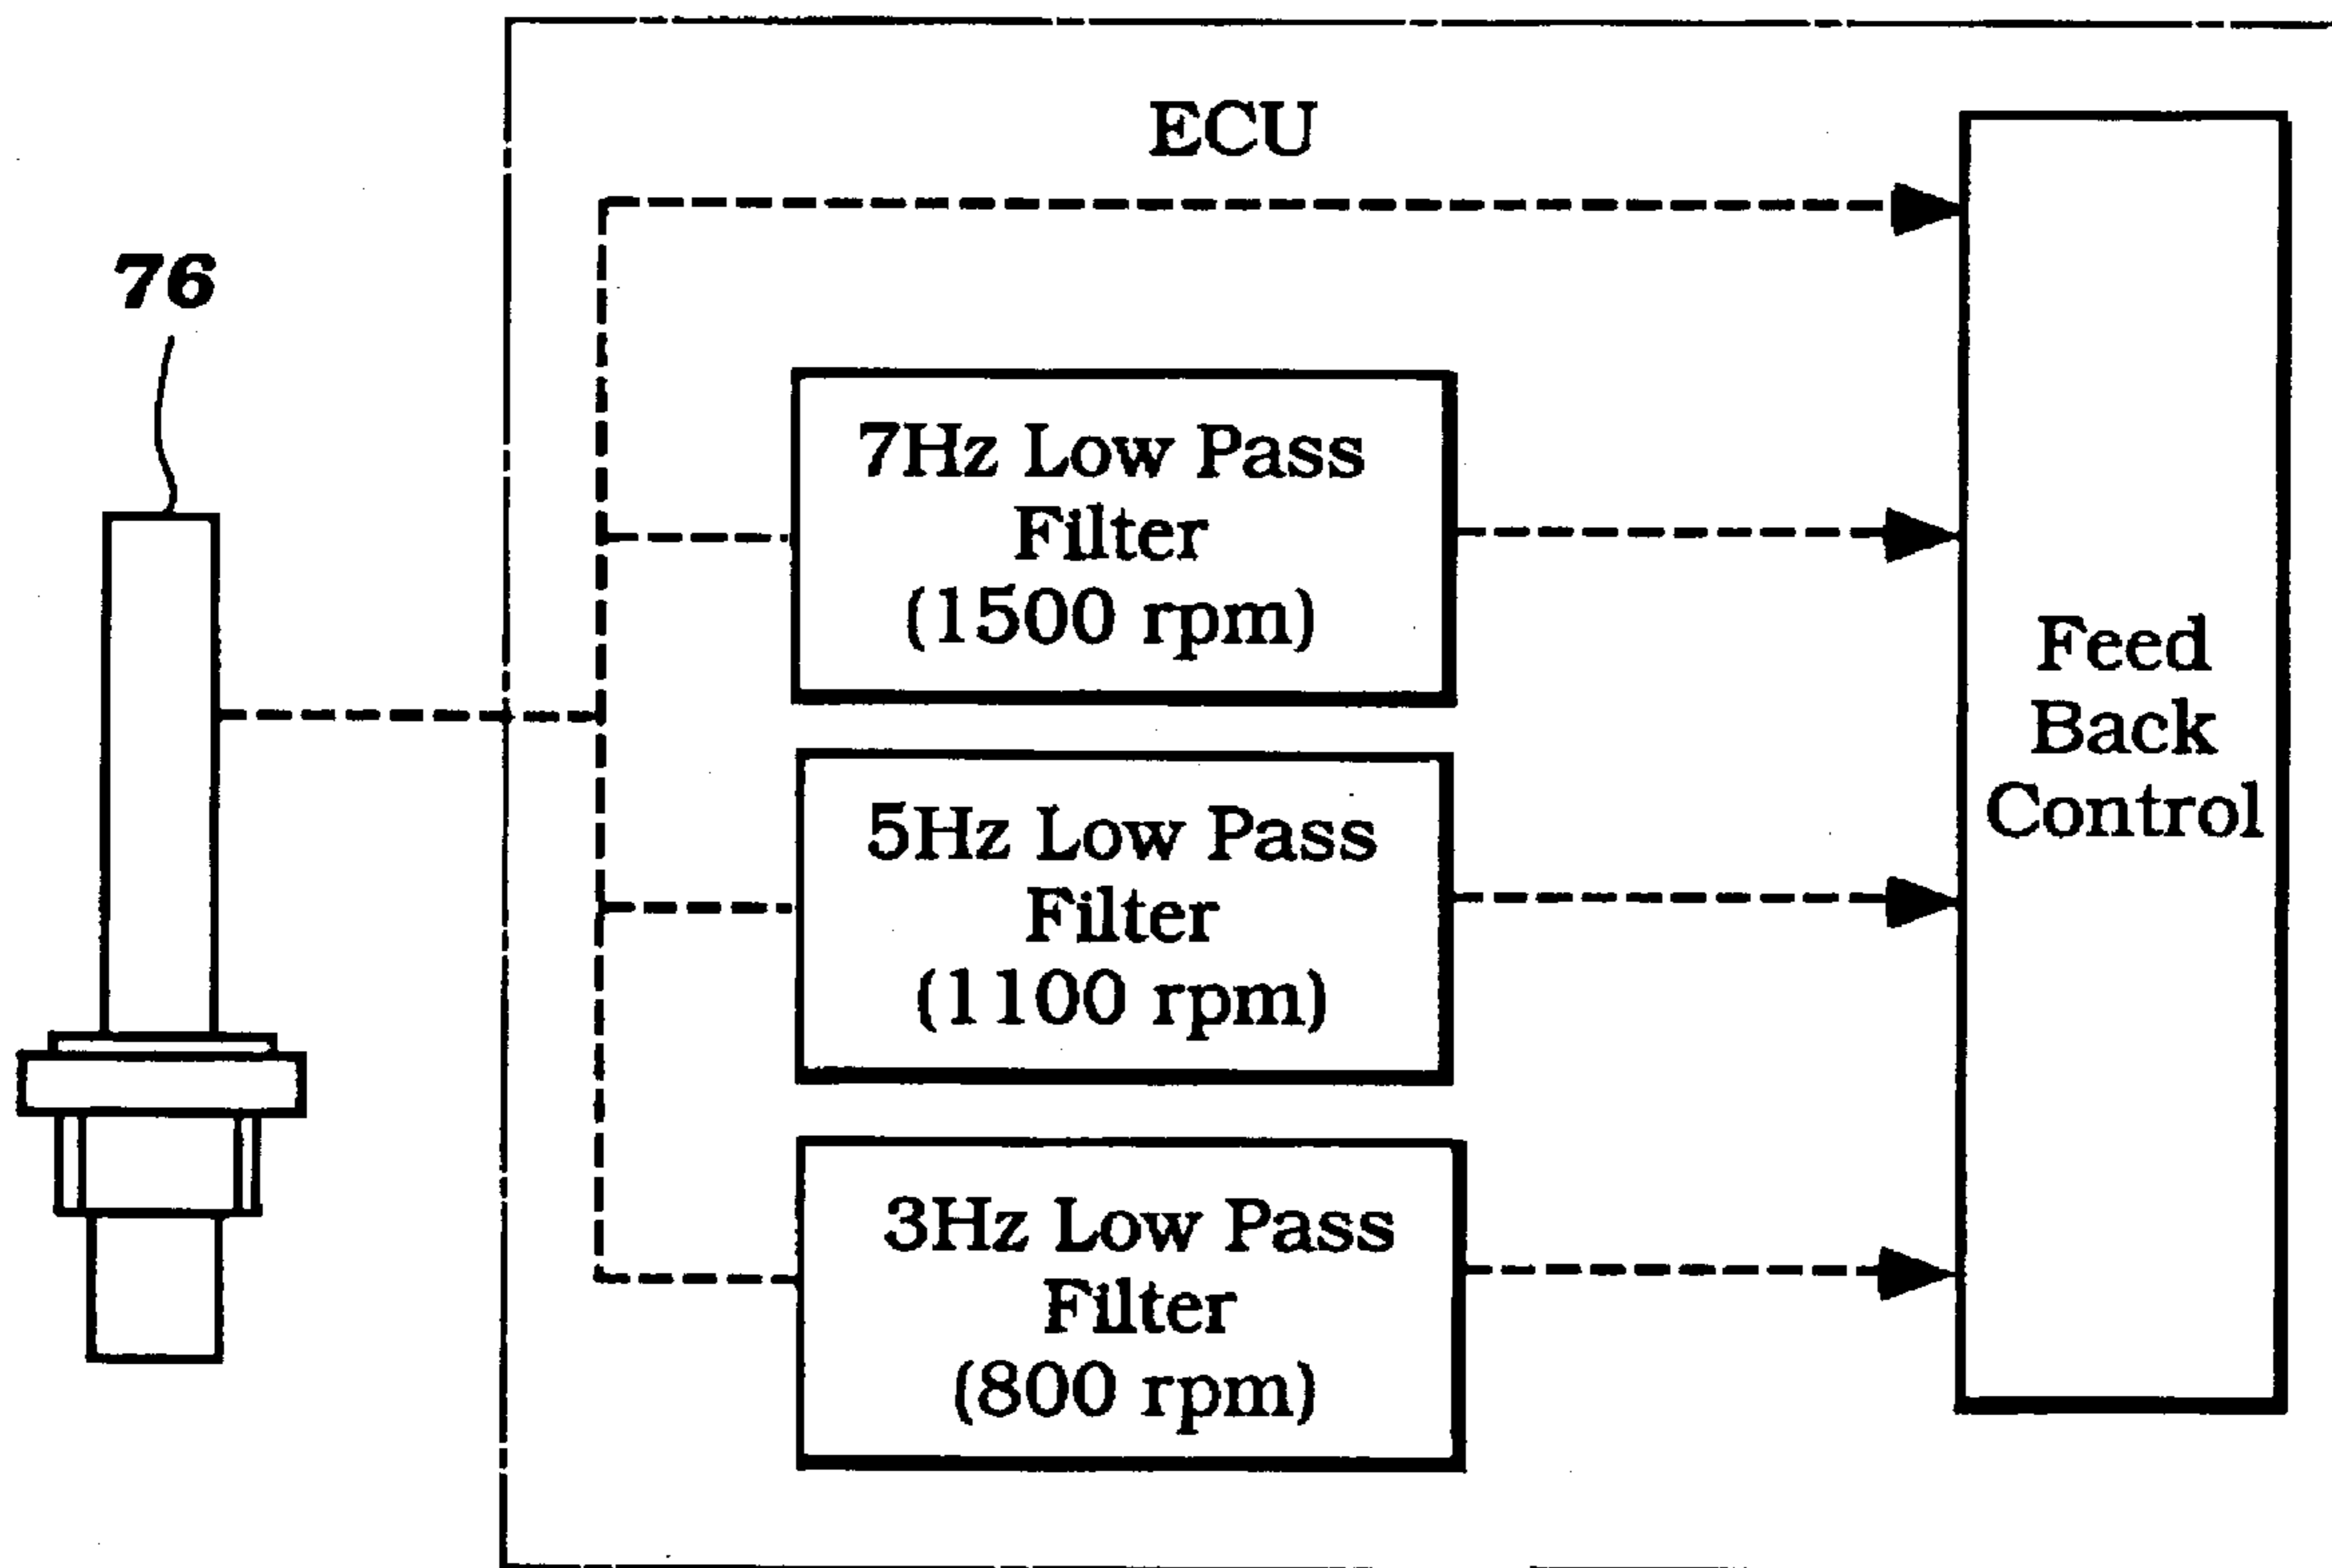 ECU
76
7Hz Low Pass
Filter
(1500 rpm)
5Hz Low Pass
Filter
(1100 rpm)
3Hz Low Pass
Filter
(800 rpm)
Feed
Back
Control